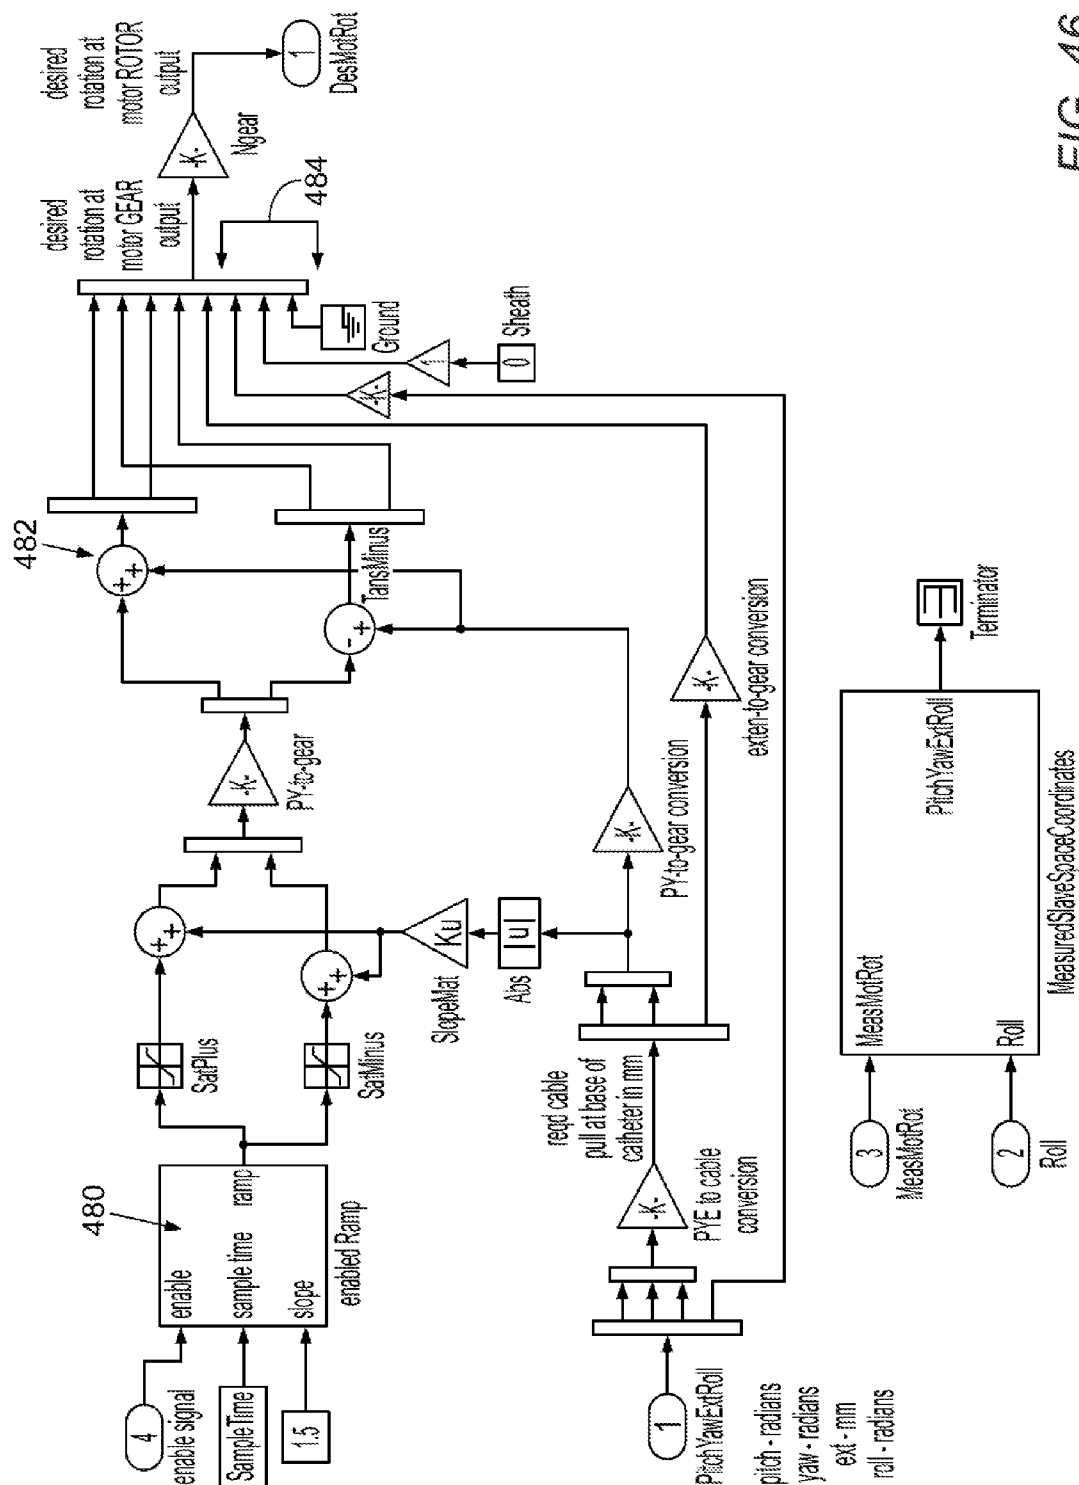 4
enable signal
SampleTime
1.5
enable
sample time
slope
ramp
480
enabled Ramp
SatPlus
SatMinus
+
+
+
+
SlopeMat
Ku
|u|
Abs
-K-
PY-to-gear
+
+
482
-
+
TansMinus
desired
rotation at
motor GEAR
output
-K-
Ngear
desired
rotation at
motor ROTOR
output
1
DesMotRot
484
Ground
1
0
Sheath
-K-
1
PitchYawExtRoll
pitch - radians
yaw - radians
ext - mm
roll - radians
-K-
PYE to cable
conversion
reqd cable
pull at base of
catheter in mm
-K-
PY-to-gear conversion
-K-
exten-to-gear conversion
3
MeasMotRot
2
Roll
MeasMotRot
Roll
PitchYawExtRoll
MeasuredSlaveSpaceCoordinates
Terminator
FIG. 46